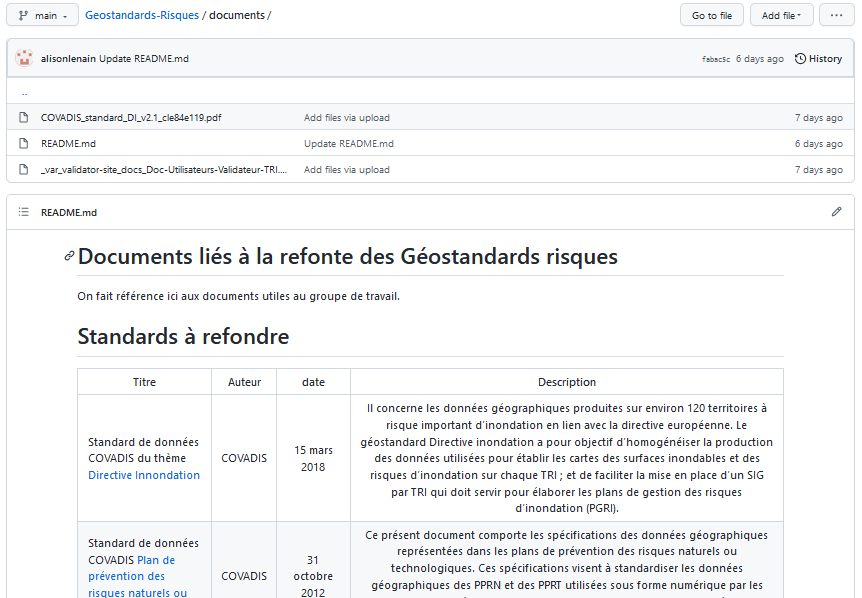 main
Geostandards-Risques / documents /
Go to file
Add file
...
alisonlenain Update README.md
fabac5c 6 days ago
History
..
COVADIS_standard_DI_v2.1_cle84e119.pdf Add files via upload 7 days ago
README.md Update README.md 6 days ago
_var_validator-site_docs_Doc-Utilisateurs-Validateur-TRI.... Add files via upload 7 days ago
README.md
Documents liés à la refonte des Géostandards risques
On fait référence ici aux documents utiles au groupe de travail.
Standards à refondre
Titre Auteur date Description
Standard de données
COVADIS du thème
Directive Innondation
COVADIS
15 mars
2018
Il concerne les données géographiques produites sur environ 120 territoires à
risque important d'inondation en lien avec la directive européenne. Le
géostandard Directive inondation a pour objectif d'homogénéiser la production
des données utilisées pour établir les cartes des surfaces inondables et des
risques d'inondation sur chaque TRI ; et de faciliter la mise en place d'un SIG
par TRI qui doit servir pour élaborer les plans de gestion des risques
d'inondation (PGRI).
Standard de données
COVADIS Plan de
prévention des
risques naturels ou
COVADIS
31
octobre
2012
Ce présent document comporte les spécifications des données géographiques
représentées dans les plans de prévention des risques naturels ou
technologiques. Ces spécifications visent à standardiser les données
géographiques des PPRN et des PPRT utilisées sous forme numérique par les